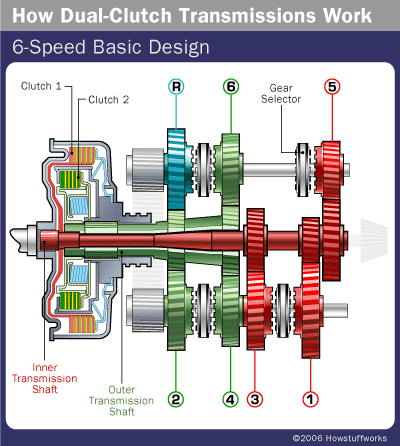 How Dual-Clutch Transmissions Work
6-Speed Basic Design
Clutch 1
Clutch 2
R
6
Gear
Selector
5
Inner
Transmission
Shaft
Outer
Transmission
Shaft
2
4
3
1
©2006 Howstuffworks